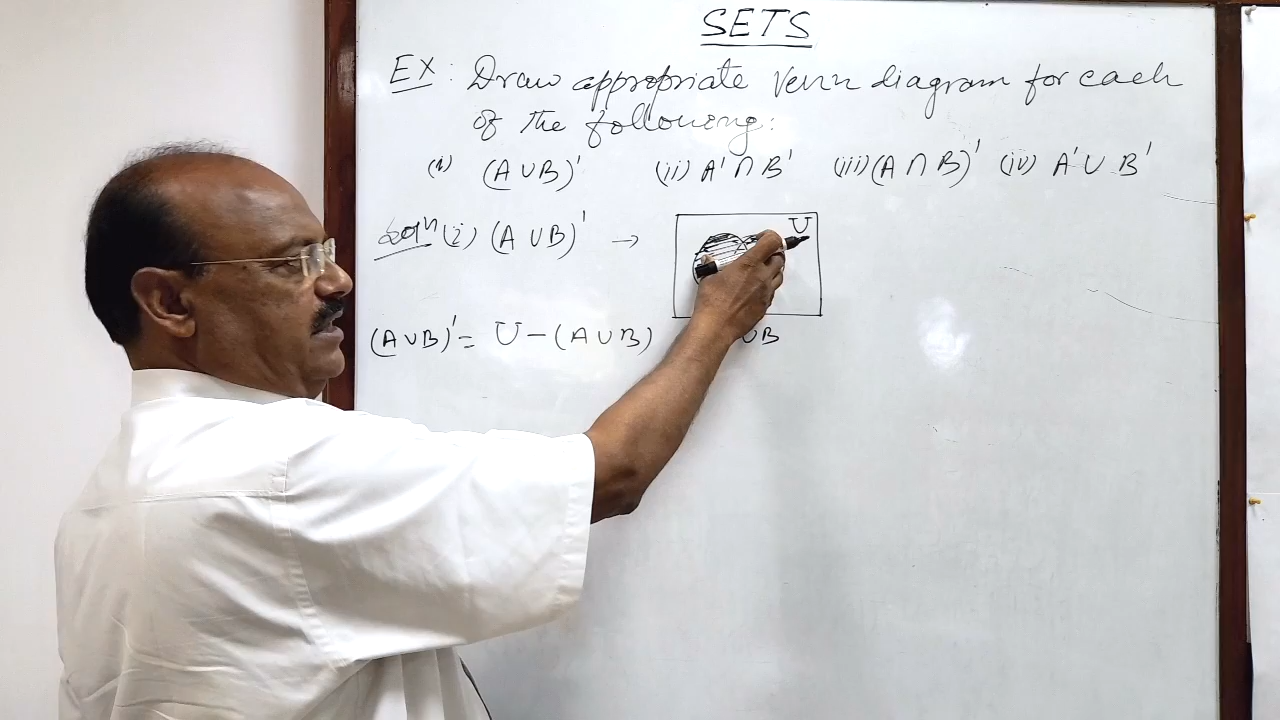 SETS
EX: Draw appropriate Venn diagram for each
of the following:
(i) (A ∪ B)' (ii) A' ∩ B' (iii) (A ∩ B)' (iv) A' ∪ B'
Solⁿ (i) (A ∪ B)' → U
(A ∪ B)' = U - (A ∪ B) ∪ B